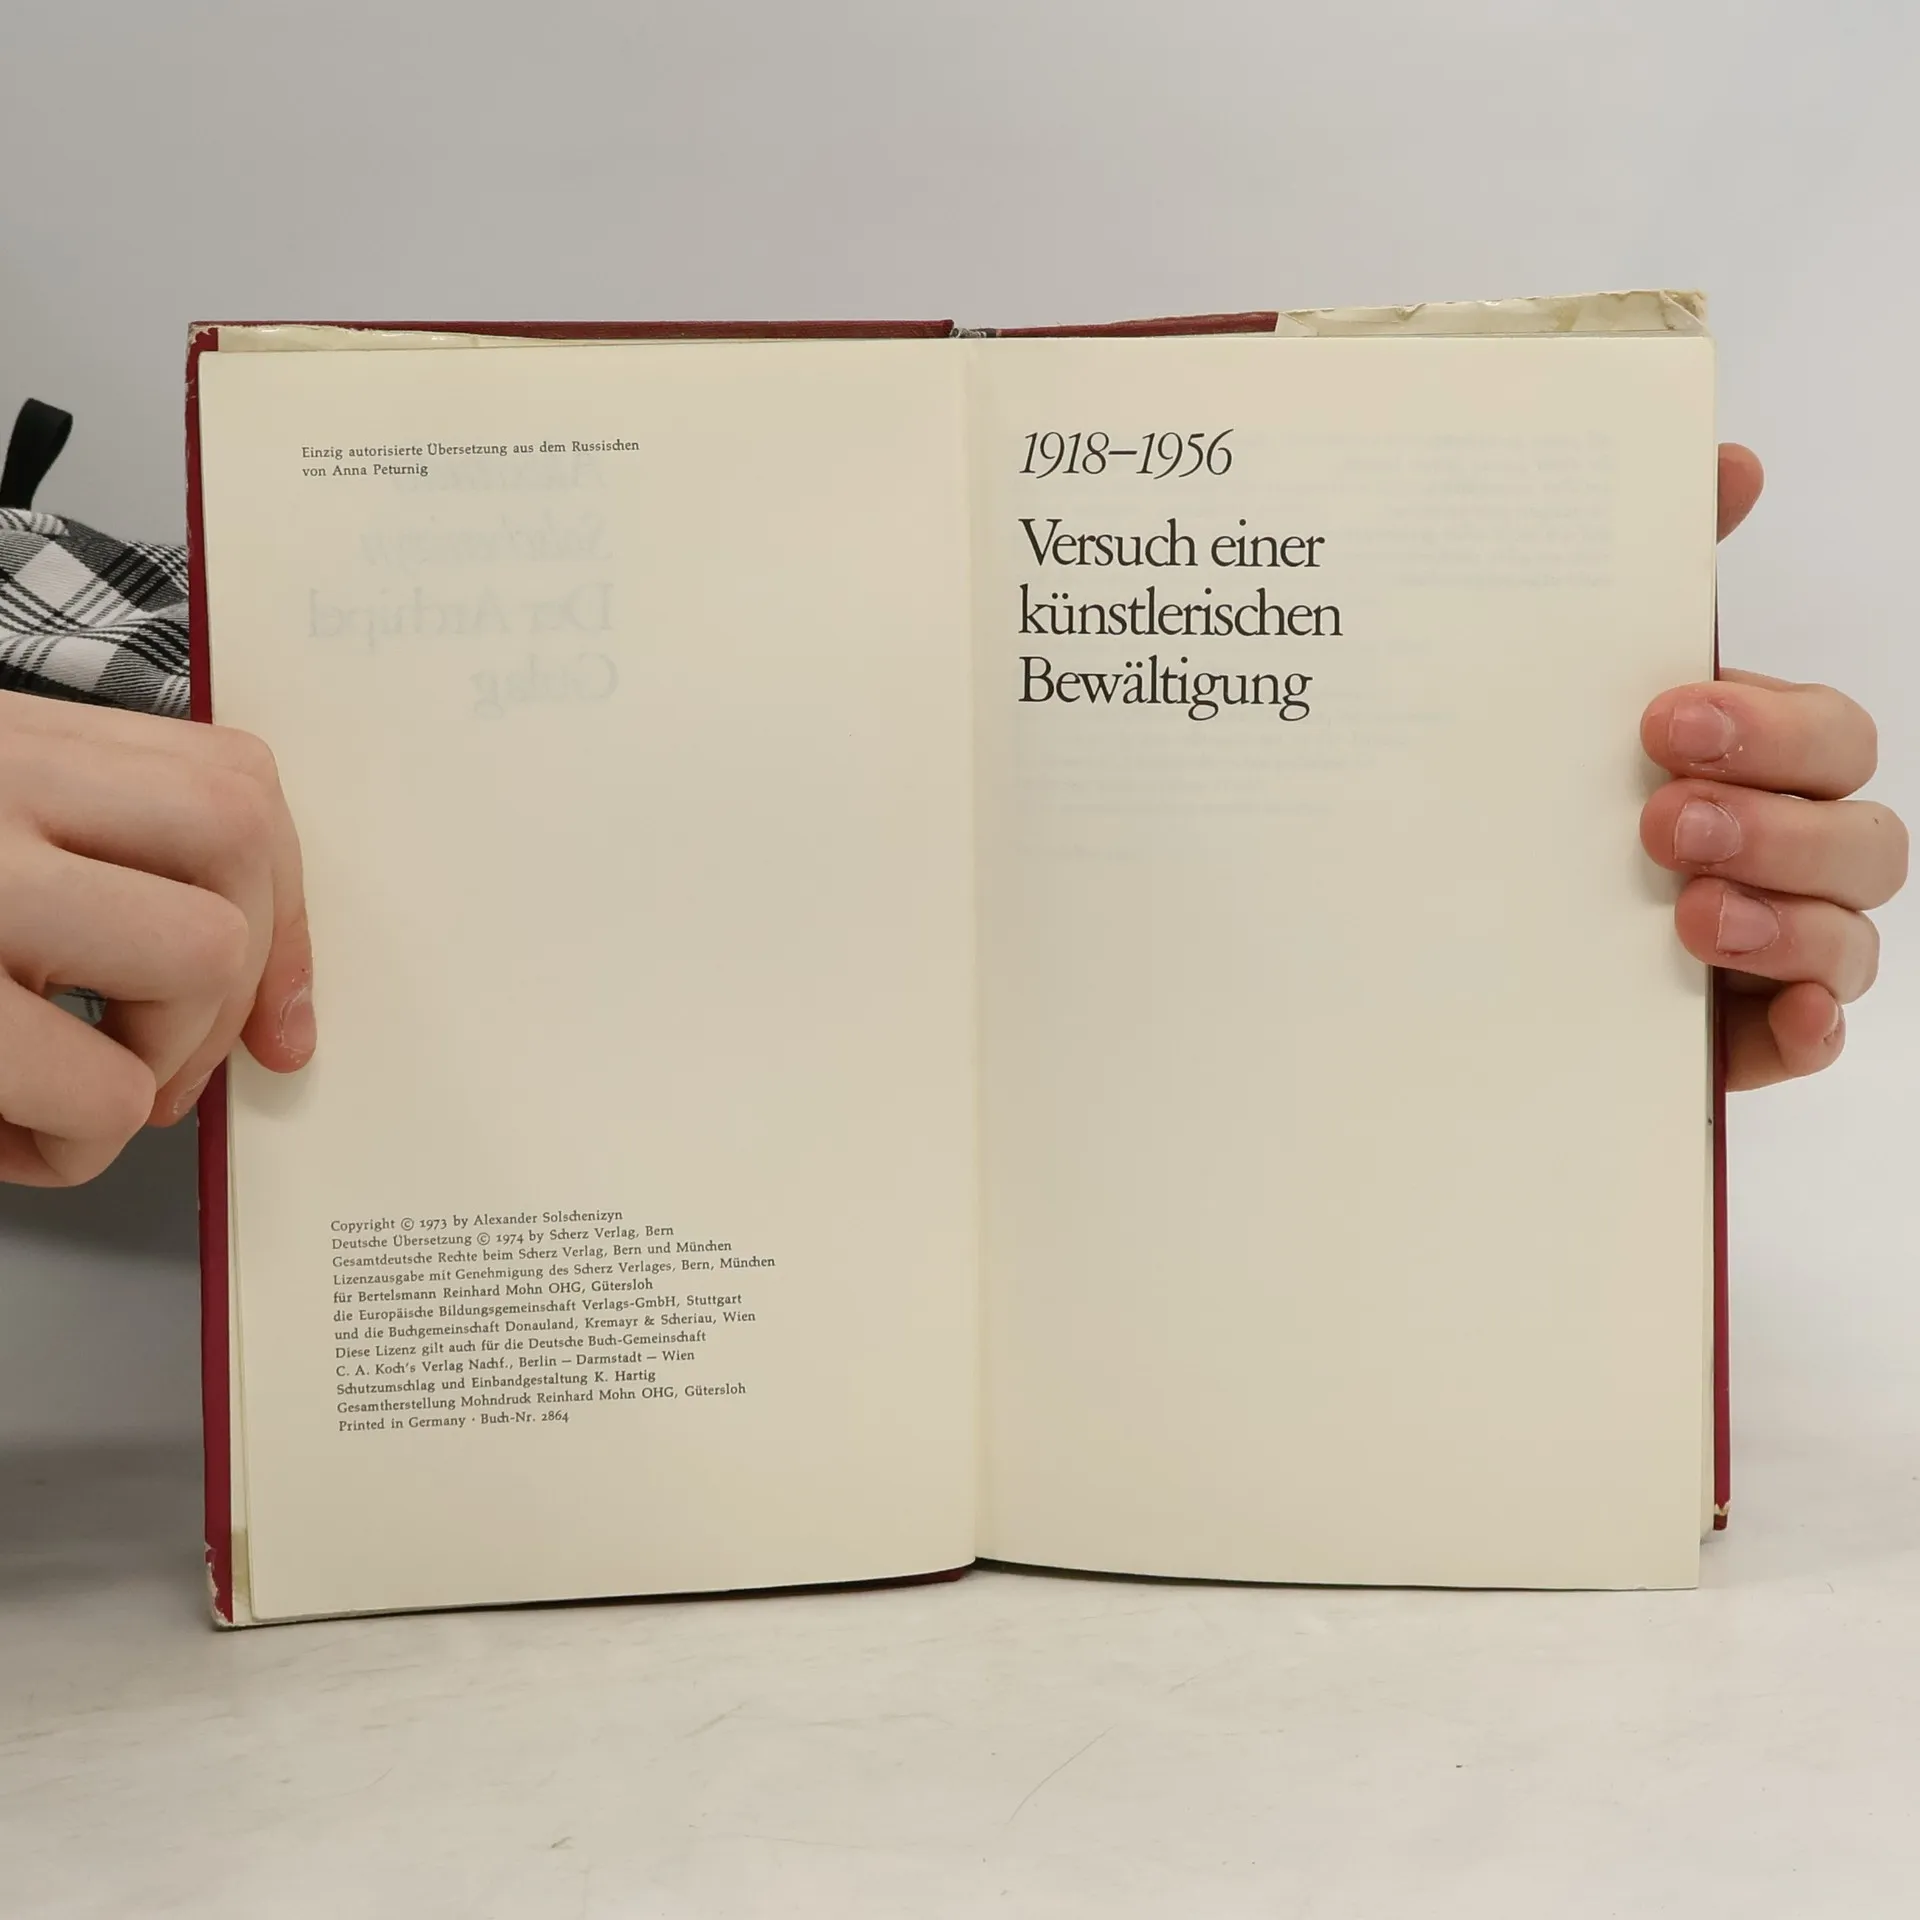 Einzig autorisierte Übersetzung aus dem Russischen
von Anna Peturnig
Copyright © 1973 by Alexander Solschenizyn
Deutsche Übersetzung © 1974 by Scherz Verlag, Bern
Gesamtdeutsche Rechte beim Scherz Verlag, Bern und München
Lizenzausgabe mit Genehmigung des Scherz Verlages, Bern, München
für Bertelsmann Reinhard Mohn OHG, Gütersloh
die Europäische Bildungsgemeinschaft Verlags-GmbH, Stuttgart
und die Buchgemeinschaft Donauland, Kremayr & Scheriau, Wien
Diese Lizenz gilt auch für die Deutsche Buch-Gemeinschaft
C. A. Koch's Verlag Nachf., Berlin – Darmstadt – Wien
Schutzumschlag und Einbandgestaltung K. Hartig
Gesamtherstellung Mohndruck Reinhard Mohn OHG, Gütersloh
Printed in Germany · Buch-Nr. 2864
1918–1956
Versuch einer
künstlerischen
Bewältigung